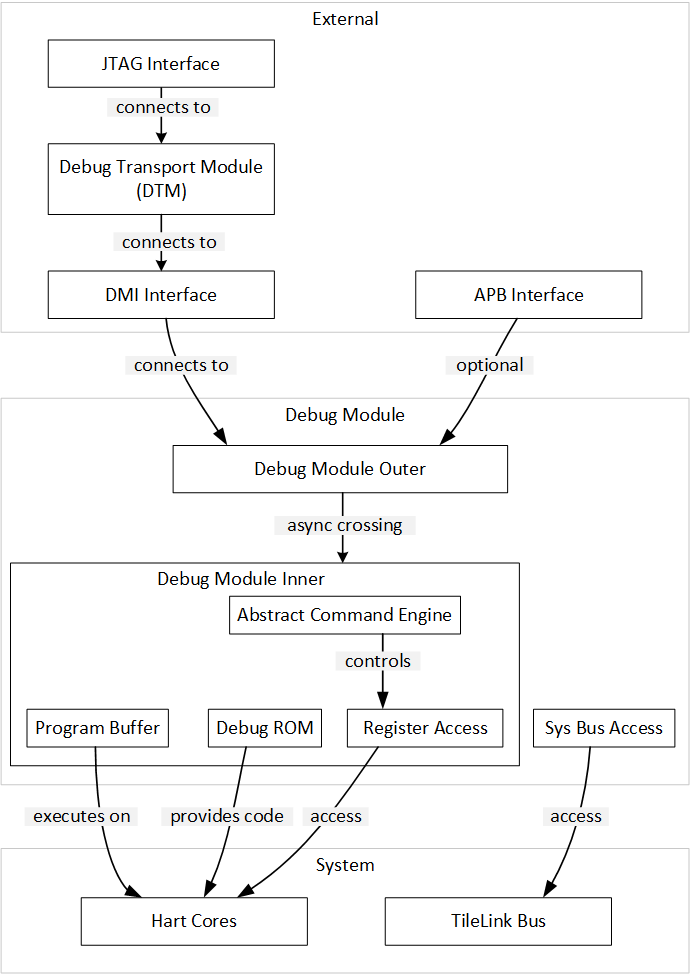 External
JTAG Interface
connects to
Debug Transport Module
(DTM)
connects to
DMI Interface
APB Interface
connects to
optional
Debug Module
Debug Module Outer
async crossing
Debug Module Inner
Abstract Command Engine
controls
Program Buffer
Debug ROM
Register Access
Sys Bus Access
executes on
provides code
access
access
System
Hart Cores
TileLink Bus